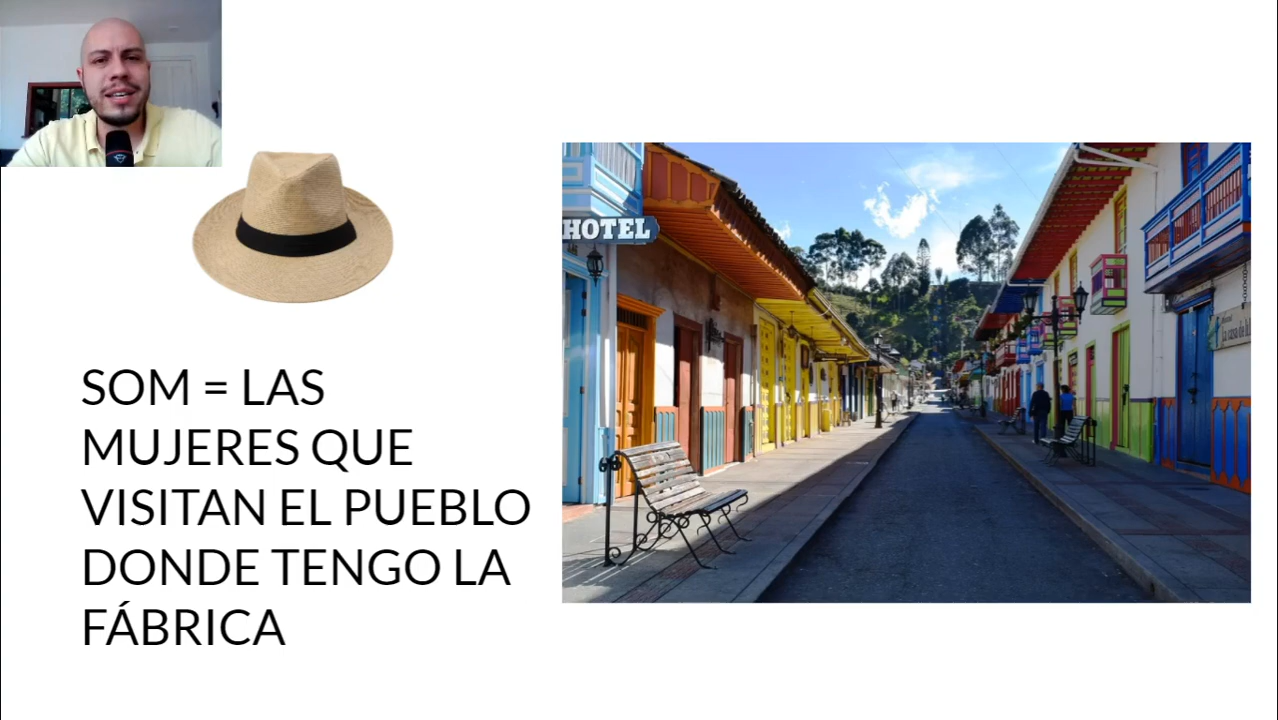 SOM = LAS
MUJERES QUE
VISITAN EL PUEBLO
DONDE TENGO LA
FÁBRICA
HOTEL